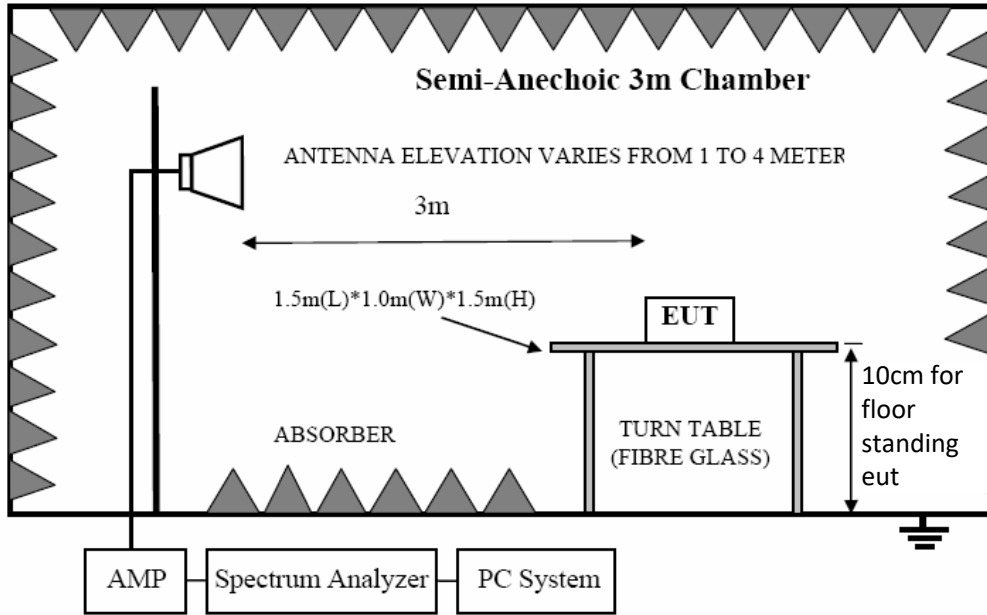 Semi-Anechoic 3m Chamber
ANTENNA ELEVATION VARIES FROM 1 TO 4 METER
3m
1.5m(L)*1.0m(W)*1.5m(H)
EUT
10cm for
floor
standing
eut
ABSORBER
TURN TABLE
(FIBRE GLASS)
AMP
Spectrum Analyzer
PC System